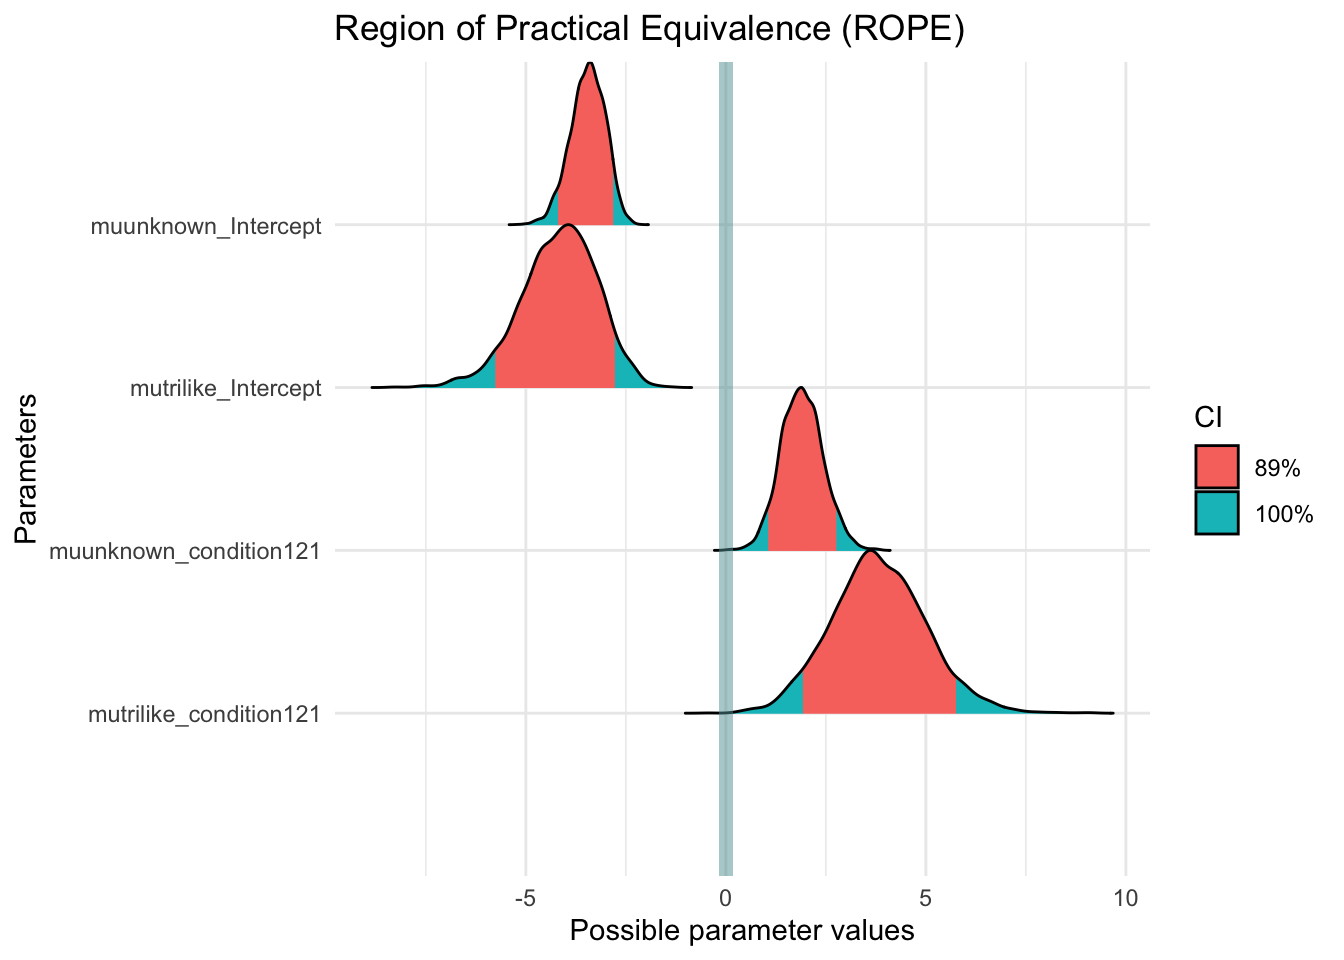 Region of Practical Equivalence (ROPE)
muunknown_Intercept
mutrilike_Intercept
muunknown_condition121
mutrilike_condition121
Parameters
-5
0
5
10
Possible parameter values
CI
89%
100%